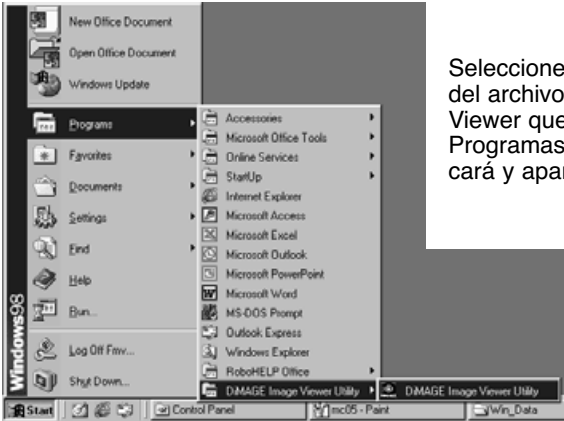 New Office Document
Open Office Document
Windows Update
Programs
Favorites
Documents
Settings
Find
Help
Run...
Log Off Fmv...
Shut Down...
Windows98
Accessories
Microsoft Office Tools
Online Services
StartUp
Internet Explorer
Microsoft Access
Microsoft Excel
Microsoft Outlook
Microsoft PowerPoint
Microsoft Word
MS-DOS Prompt
Outlook Express
Windows Explorer
RoboHELP Office
DiMAGE Image Viewer Utility
DiMAGE Image Viewer Utility
Seleccione
del archivo
Viewer que
Programas
cará y apar
Start
Control Panel
mc05 - Paint
Win_Data